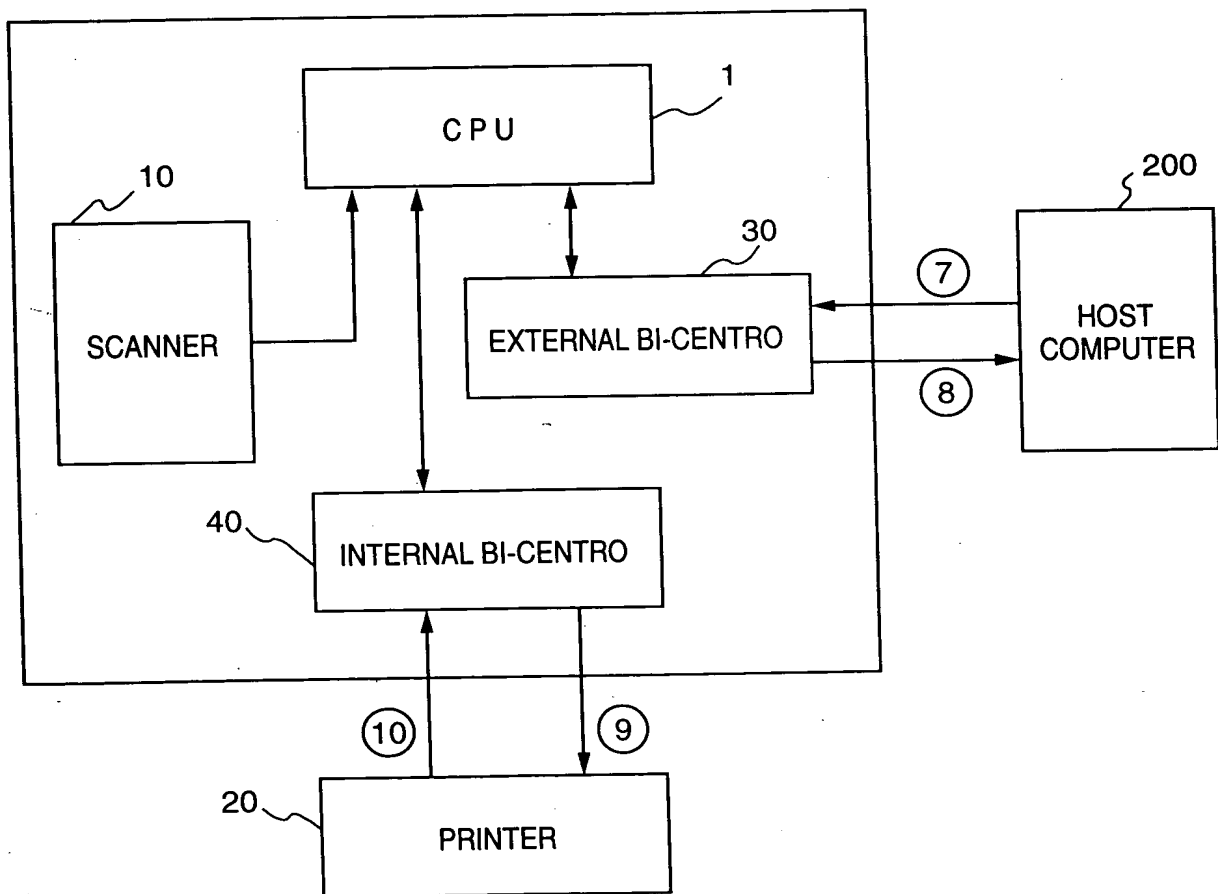 1
CPU
10
200
30
7
SCANNER
EXTERNAL BI-CENTRO
HOST
COMPUTER
8
40
INTERNAL BI-CENTRO
10
9
20
PRINTER